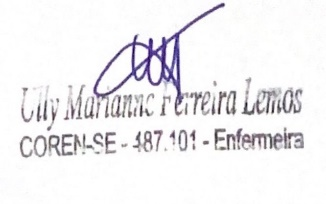 Ully Marianne Ferreira Lemos
COREN-SE - 487.101 - Enfermeira